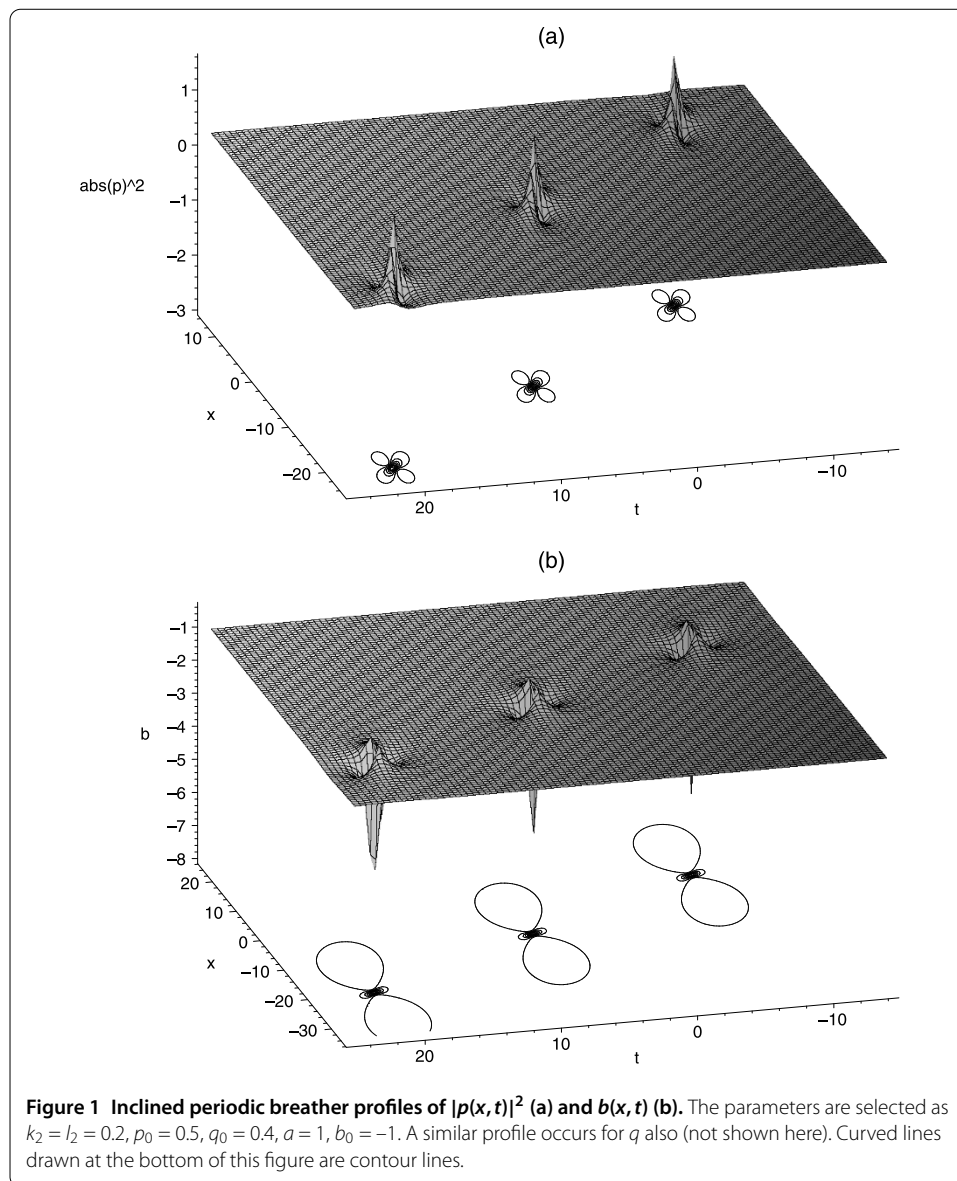 (a)
1
0
abs(p)^2
−1
−2
−3
10
0
x
−10
−20
20
10
0
−10
t
(b)
−1
−2
−3
b
−4
−5
−6
−7
−8
20
10
0
x
−10
−20
−30
20
10
0
−10
t
Figure 1 Inclined periodic breather profiles of |p(x, t)|² (a) and b(x, t) (b). The parameters are selected as
k₂ = l₂ = 0.2, p₀ = 0.5, q₀ = 0.4, a = 1, b₀ = –1. A similar profile occurs for q also (not shown here). Curved lines
drawn at the bottom of this figure are contour lines.